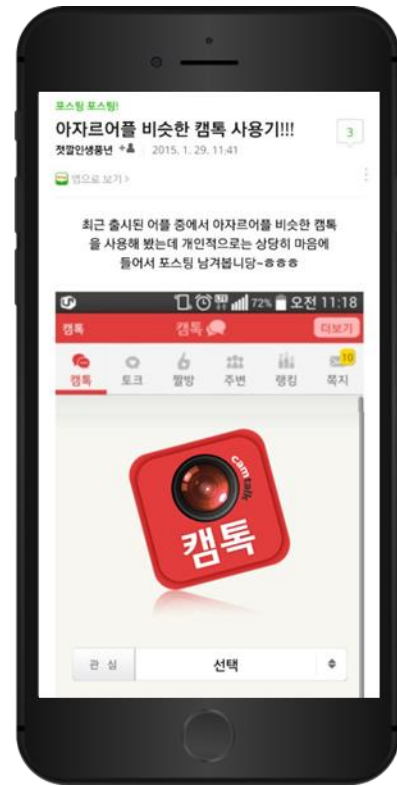 포스팅 포스팅!
아자르어플 비슷한 캠톡 사용기!!!
3
젓깔인생풍년 2015. 1. 29. 11:41
앱으로 보기 >
최근 출시된 어플 중에서 아자르어플 비슷한 캠톡
을 사용해 봤는데 개인적으로는 상당히 마음에
들어서 포스팅 남겨봅니당~ㅎㅎㅎ
72% 오전 11:18
캠톡 캠톡 더보기
10
캠톡 토크 짤방 주변 랭킹 쪽지
cam talk
캠톡
관 심 선택